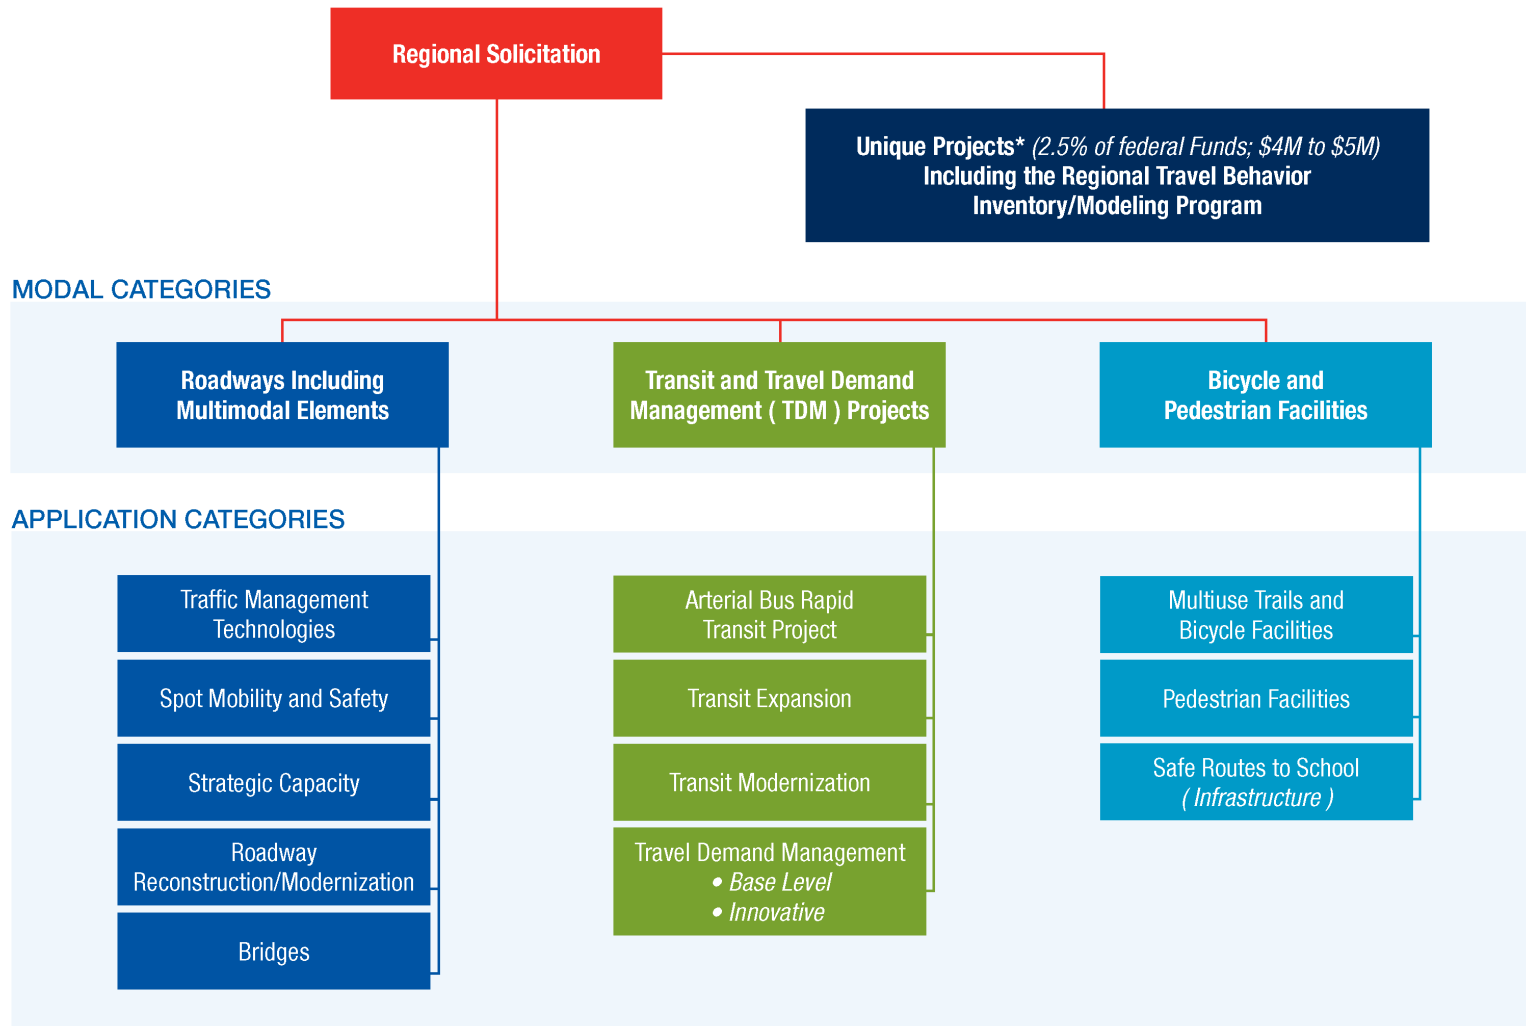 Regional Solicitation
Unique Projects* (2.5% of federal Funds; $4M to $5M)
Including the Regional Travel Behavior
Inventory/Modeling Program
MODAL CATEGORIES
Roadways Including
Multimodal Elements
Transit and Travel Demand
Management ( TDM ) Projects
Bicycle and
Pedestrian Facilities
APPLICATION CATEGORIES
Traffic Management
Technologies
Spot Mobility and Safety
Strategic Capacity
Roadway
Reconstruction/Modernization
Bridges
Arterial Bus Rapid
Transit Project
Transit Expansion
Transit Modernization
Travel Demand Management
• Base Level
• Innovative
Multiuse Trails and
Bicycle Facilities
Pedestrian Facilities
Safe Routes to School
( Infrastructure )